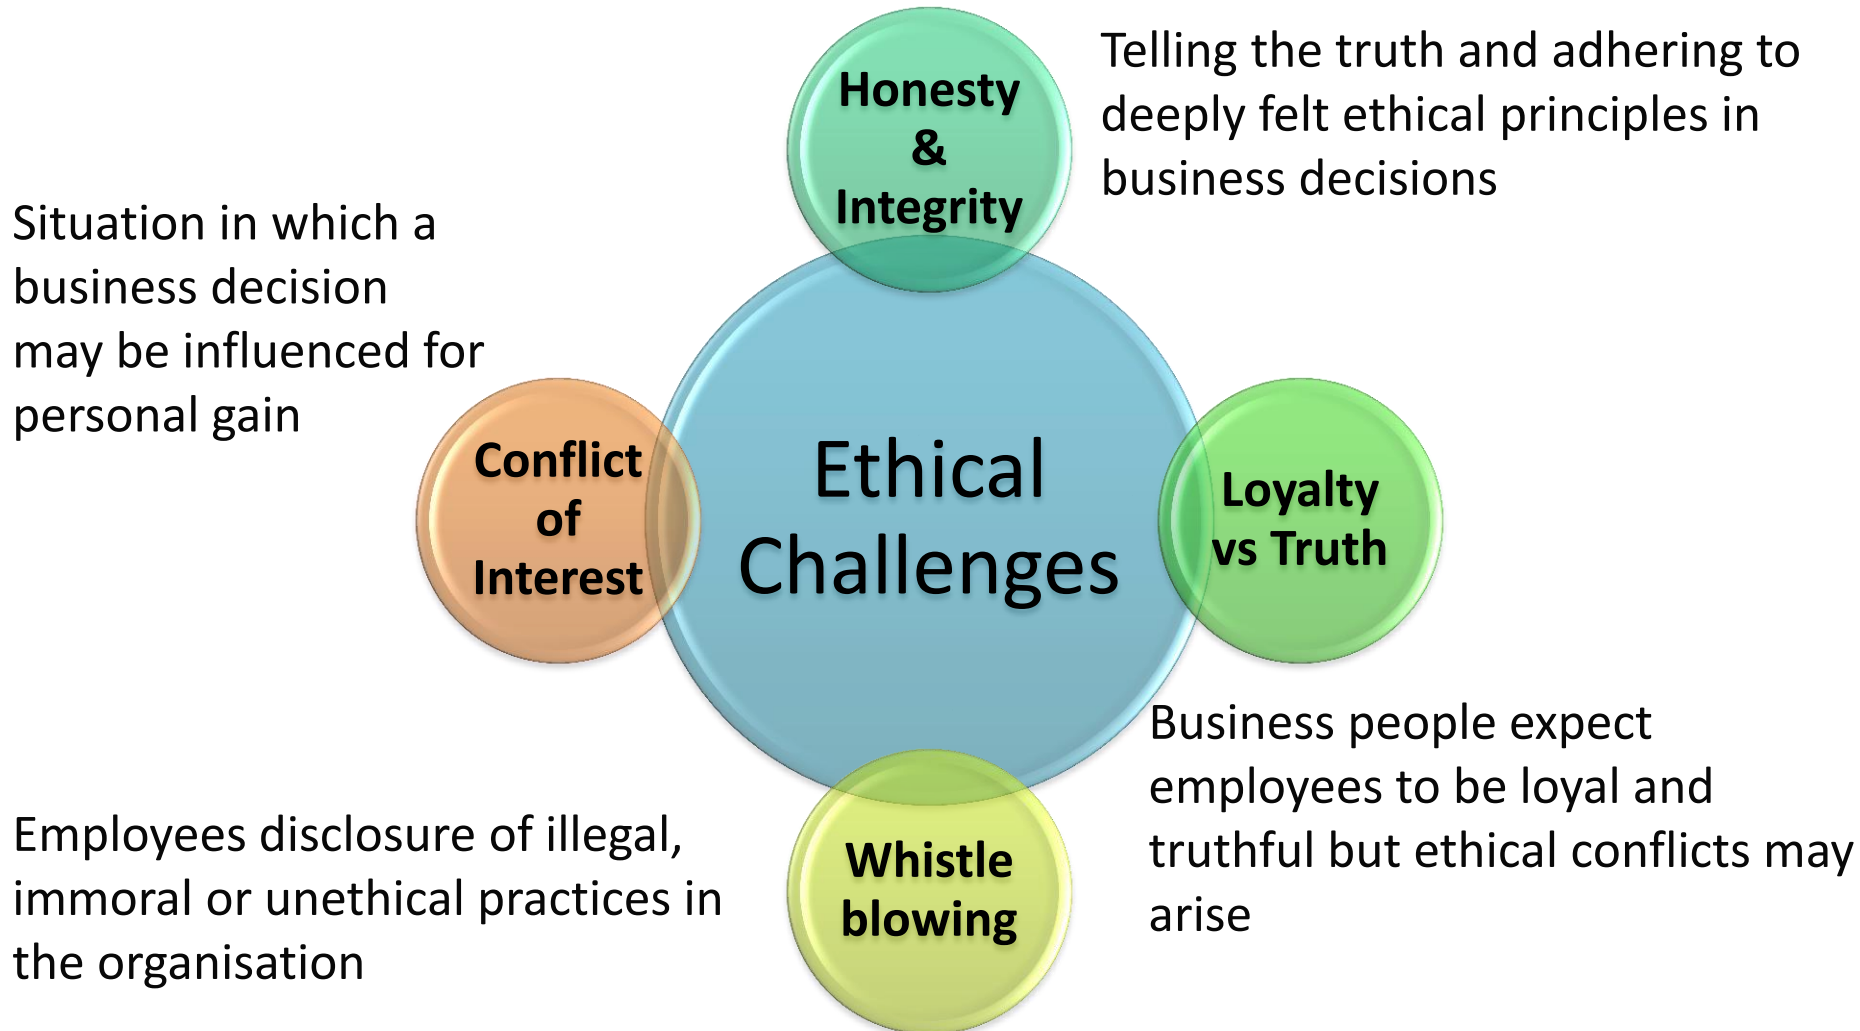 Honesty
&
Integrity
Telling the truth and adhering to
deeply felt ethical principles in
business decisions
Situation in which a
business decision
may be influenced for
personal gain
Conflict
of
Interest
Ethical
Challenges
Loyalty
vs Truth
Business people expect
employees to be loyal and
truthful but ethical conflicts may
arise
Employees disclosure of illegal,
immoral or unethical practices in
the organisation
Whistle
blowing